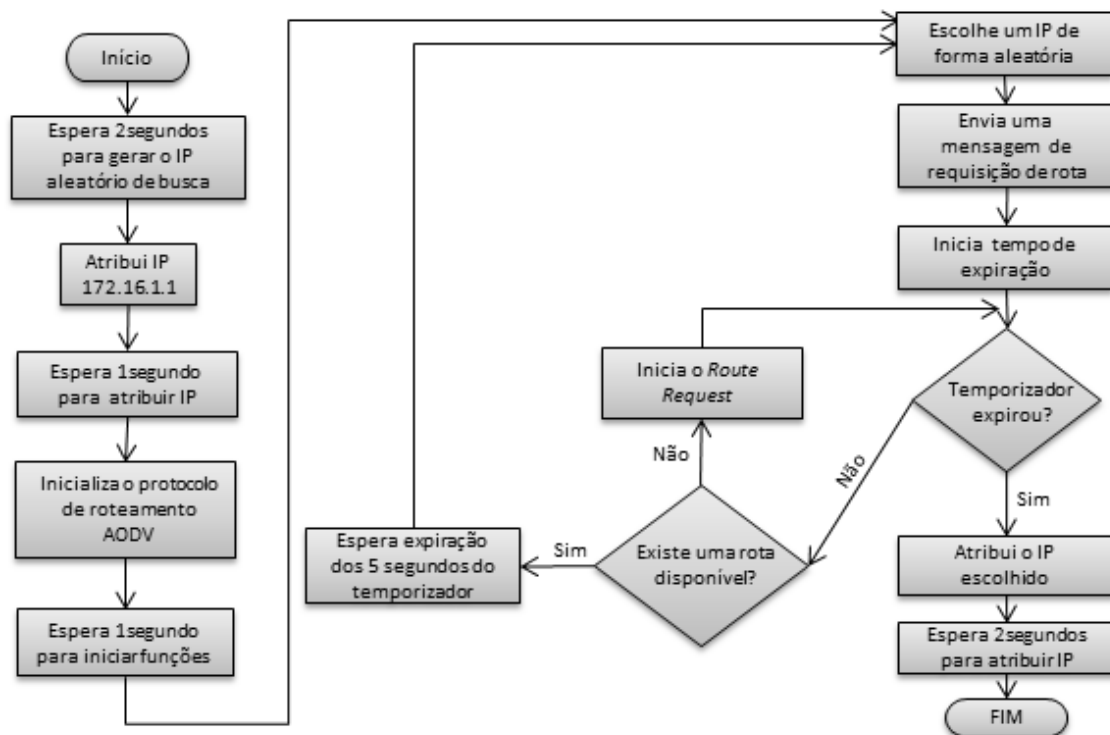 Início
Espera 2segundos
para gerar o IP
aleatório de busca
Atribui IP
172.16.1.1
Espera 1segundo
para atribuir IP
Inicializa o protocolo
de roteamento
AODV
Espera 1segundo
para iniciar funções
Escolhe um IP de
forma aleatória
Envia uma
mensagem de
requisição de rota
Inicia tempo de
expiração
Temporizador
expirou?
Não
Sim
Existe uma rota
disponível?
Não
Inicia o Route
Request
Sim
Espera expiração
dos 5 segundos do
temporizador
Atribui o IP
escolhido
Espera 2segundos
para atribuir IP
FIM